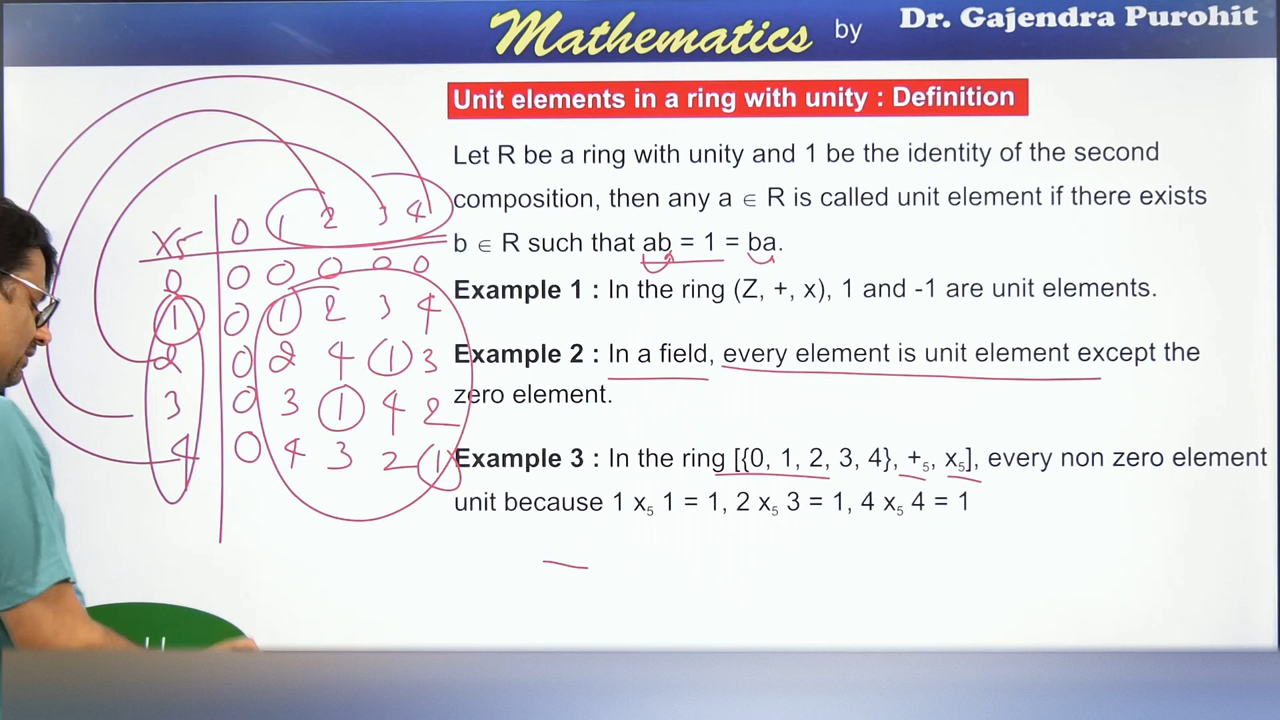 Mathematics by Dr. Gajendra Purohit
Unit elements in a ring with unity : Definition
Let R be a ring with unity and 1 be the identity of the second
composition, then any a ∈ R is called unit element if there exists
b ∈ R such that ab = 1 = ba.
Example 1 : In the ring (Z, +, x), 1 and -1 are unit elements.
Example 2 : In a field, every element is unit element except the
zero element.
Example 3 : In the ring [{0, 1, 2, 3, 4}, +₅, x₅], every non zero element
unit because 1 x₅ 1 = 1, 2 x₅ 3 = 1, 4 x₅ 4 = 1
X5 0 1 2 3 4
0 0 0 0 0 0
1 0 1 2 3 4
2 0 2 4 1 3
3 0 3 1 4 2
4 0 4 3 2 1